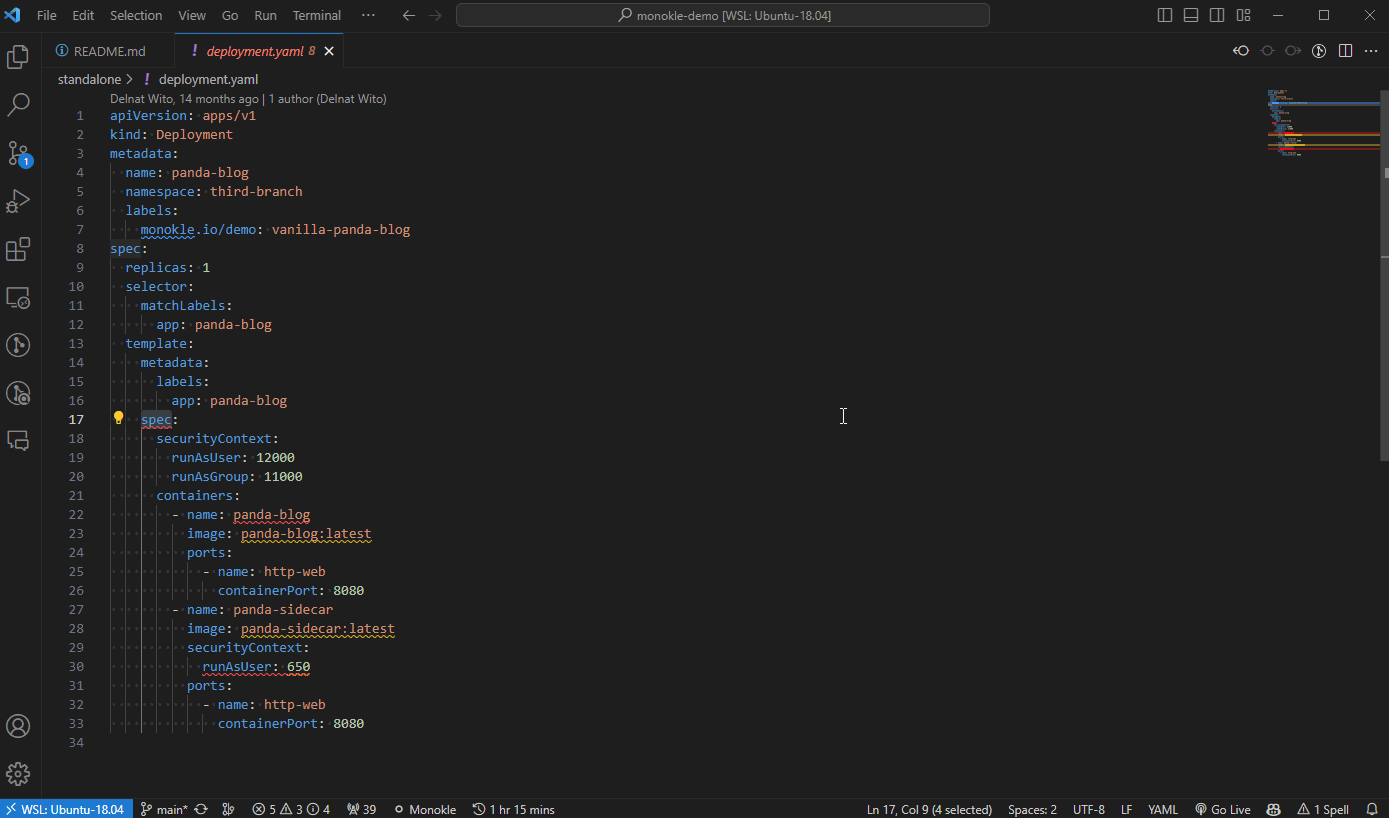 File Edit Selection View Go Run Terminal ··· monokle-demo [WSL: Ubuntu-18.04]
README.md ! deployment.yaml 8
standalone > ! deployment.yaml
Delnat Wito, 14 months ago | 1 author (Delnat Wito)
1 apiVersion: apps/v1
2 kind: Deployment
3 metadata:
4 name: panda-blog
5 namespace: third-branch
6 labels:
7 monokle.io/demo: vanilla-panda-blog
8 spec:
9 replicas: 1
10 selector:
11 matchLabels:
12 app: panda-blog
13 template:
14 metadata:
15 labels:
16 app: panda-blog
17 spec:
18 securityContext:
19 runAsUser: 12000
20 runAsGroup: 11000
21 containers:
22 - name: panda-blog
23 image: panda-blog:latest
24 ports:
25 - name: http-web
26 containerPort: 8080
27 - name: panda-sidecar
28 image: panda-sidecar:latest
29 securityContext:
30 runAsUser: 650
31 ports:
32 - name: http-web
33 containerPort: 8080
34
1
WSL: Ubuntu-18.04 main* 5 3 4 39 Monokle 1 hr 15 mins Ln 17, Col 9 (4 selected) Spaces: 2 UTF-8 LF YAML Go Live 1 Spell